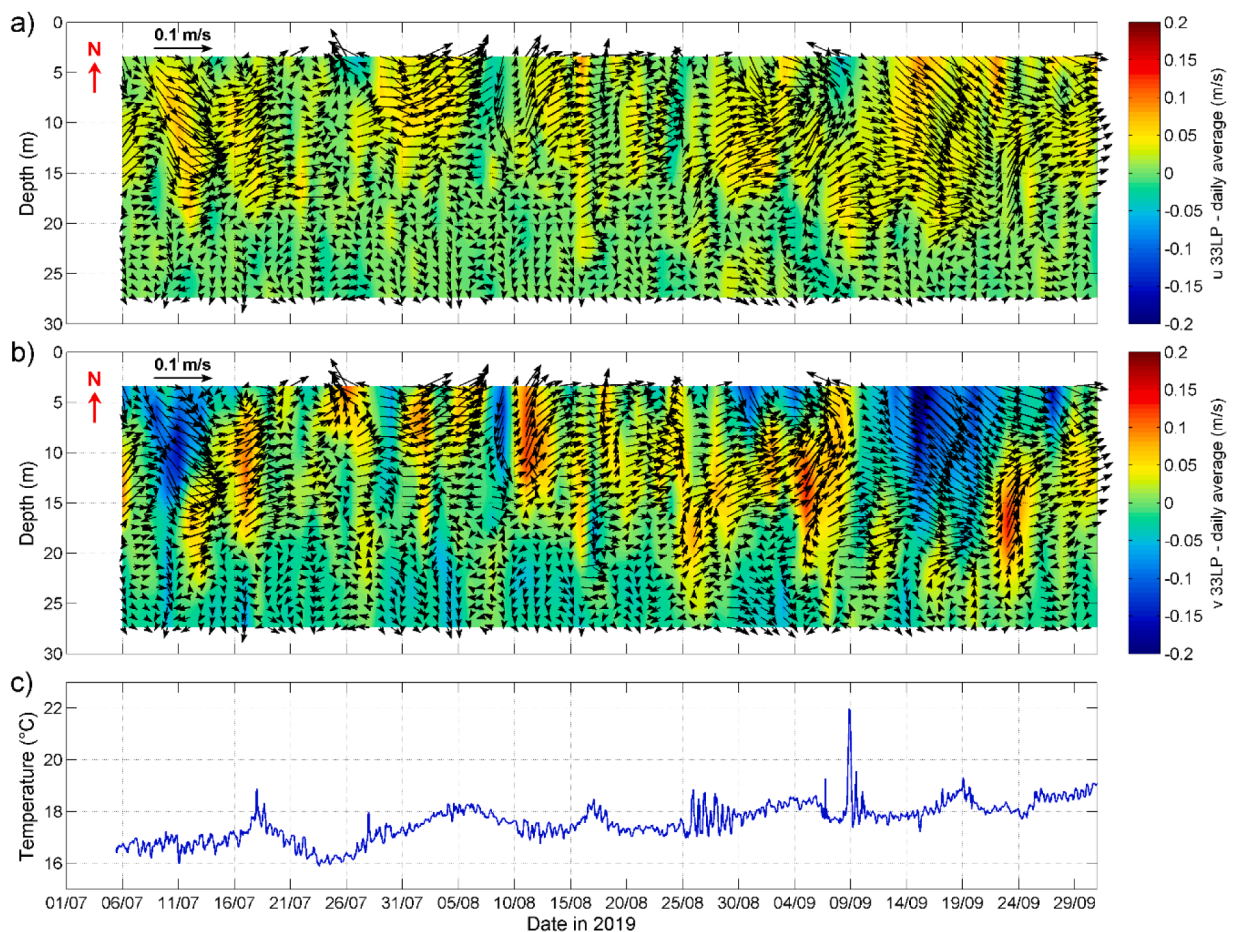 a)
N
0.1 m/s
0
5
10
15
20
25
30
Depth (m)
0.2
0.15
0.1
0.05
0
-0.05
-0.1
-0.15
-0.2
u 33LP - daily average (m/s)
b)
N
0.1 m/s
0
5
10
15
20
25
30
Depth (m)
0.2
0.15
0.1
0.05
0
-0.05
-0.1
-0.15
-0.2
v 33LP - daily average (m/s)
c)
22
20
18
16
Temperature (°C)
01/07 06/07 11/07 16/07 21/07 26/07 31/07 05/08 10/08 15/08 20/08 25/08 30/08 04/09 09/09 14/09 19/09 24/09 29/09
Date in 2019